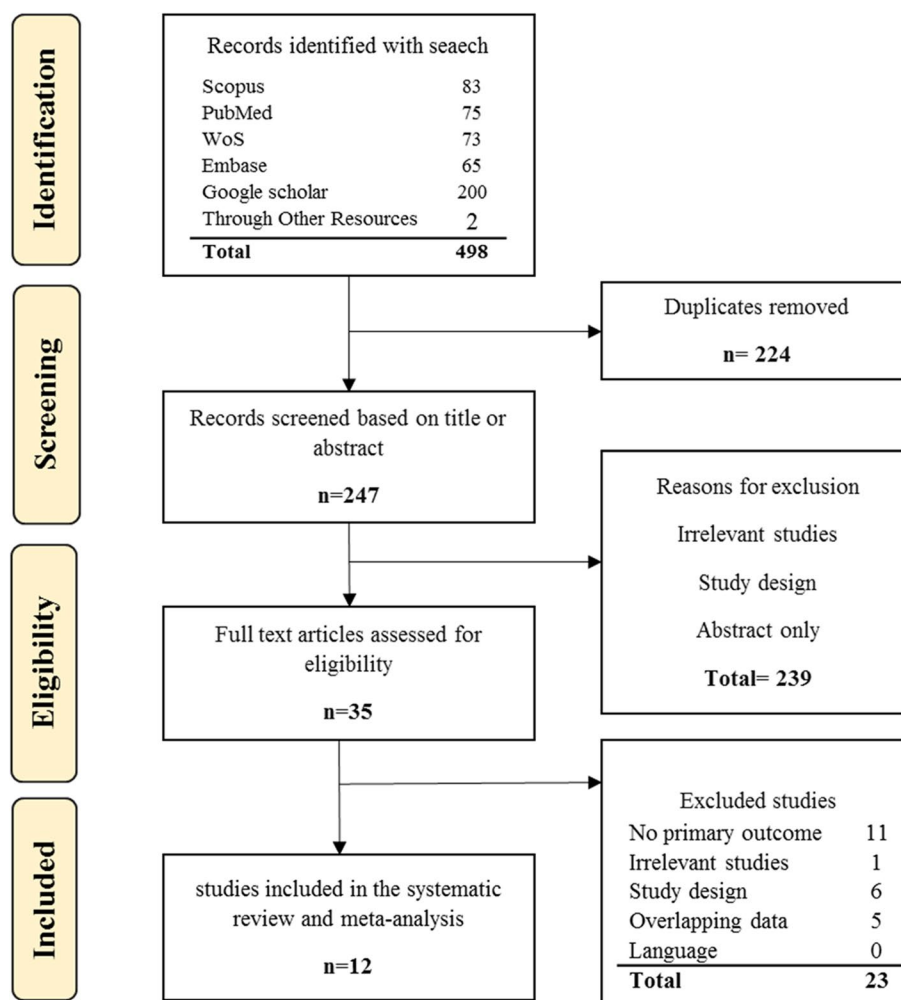 Identification
Records identified with seaech
Scopus 83
PubMed 75
WoS 73
Embase 65
Google scholar 200
Through Other Resources 2
Total 498
Screening
Duplicates removed
n= 224
Records screened based on title or
abstract
n=247
Reasons for exclusion
Irrelevant studies
Study design
Abstract only
Total= 239
Eligibility
Full text articles assessed for
eligibility
n=35
Excluded studies
No primary outcome 11
Irrelevant studies 1
Study design 6
Overlapping data 5
Language 0
Total 23
Included
studies included in the systematic
review and meta-analysis
n=12